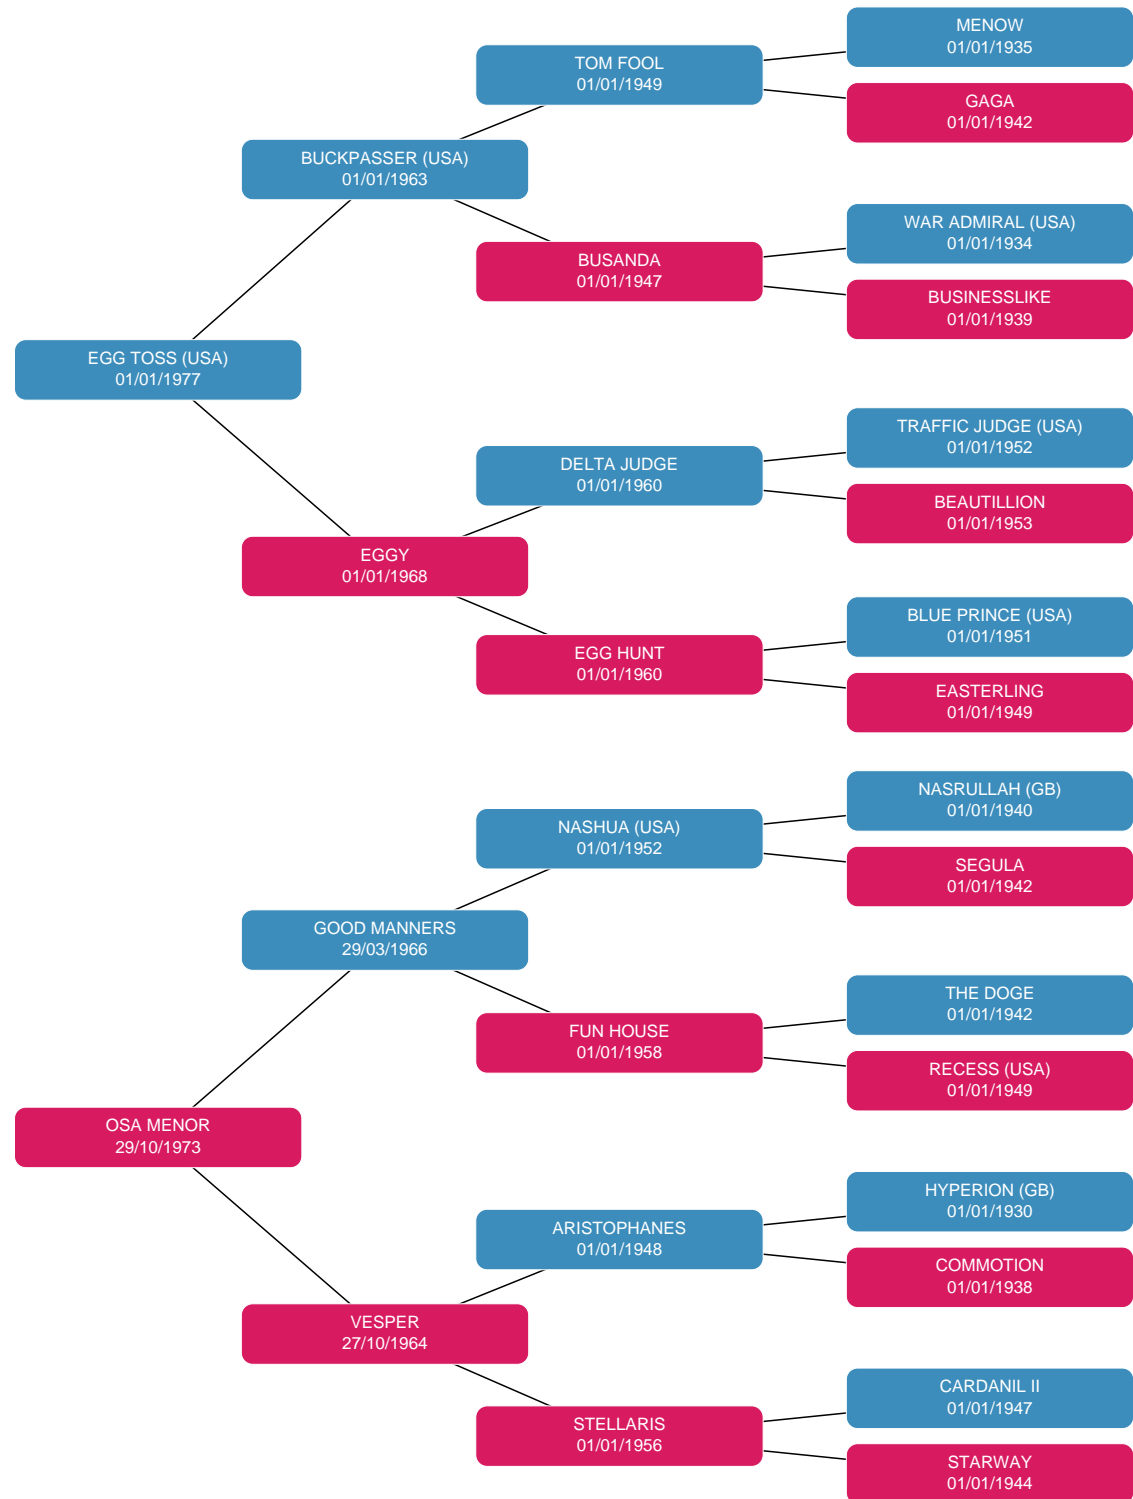 MENOW
01/01/1935
TOM FOOL
01/01/1949
GAGA
01/01/1942
BUCKPASSER (USA)
01/01/1963
WAR ADMIRAL (USA)
01/01/1934
BUSANDA
01/01/1947
BUSINESSLIKE
01/01/1939
EGG TOSS (USA)
01/01/1977
TRAFFIC JUDGE (USA)
01/01/1952
DELTA JUDGE
01/01/1960
BEAUTILLION
01/01/1953
EGGY
01/01/1968
BLUE PRINCE (USA)
01/01/1951
EGG HUNT
01/01/1960
EASTERLING
01/01/1949
NASRULLAH (GB)
01/01/1940
NASHUA (USA)
01/01/1952
SEGULA
01/01/1942
GOOD MANNERS
29/03/1966
THE DOGE
01/01/1942
FUN HOUSE
01/01/1958
RECESS (USA)
01/01/1949
OSA MENOR
29/10/1973
HYPERION (GB)
01/01/1930
ARISTOPHANES
01/01/1948
COMMOTION
01/01/1938
VESPER
27/10/1964
CARDANIL II
01/01/1947
STELLARIS
01/01/1956
STARWAY
01/01/1944